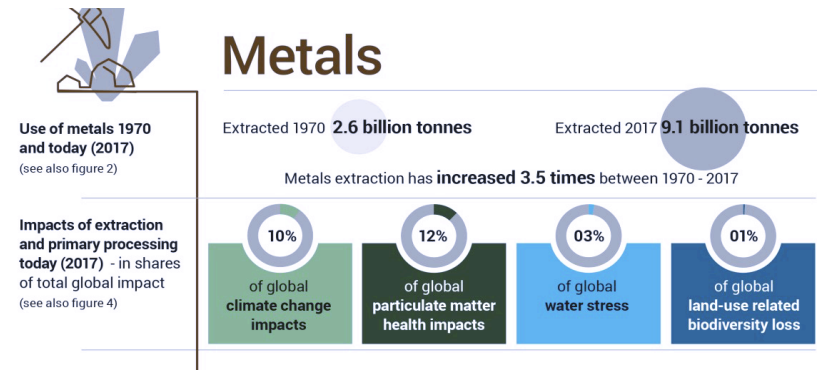 Metals
Use of metals 1970
and today (2017)
(see also figure 2)
Extracted 1970 2.6 billion tonnes
Extracted 2017 9.1 billion tonnes
Metals extraction has increased 3.5 times between 1970 - 2017
Impacts of extraction
and primary processing
today (2017) - in shares
of total global impact
(see also figure 4)
10%
of global
climate change
impacts
12%
of global
particulate matter
health impacts
03%
of global
water stress
01%
of global
land-use related
biodiversity loss